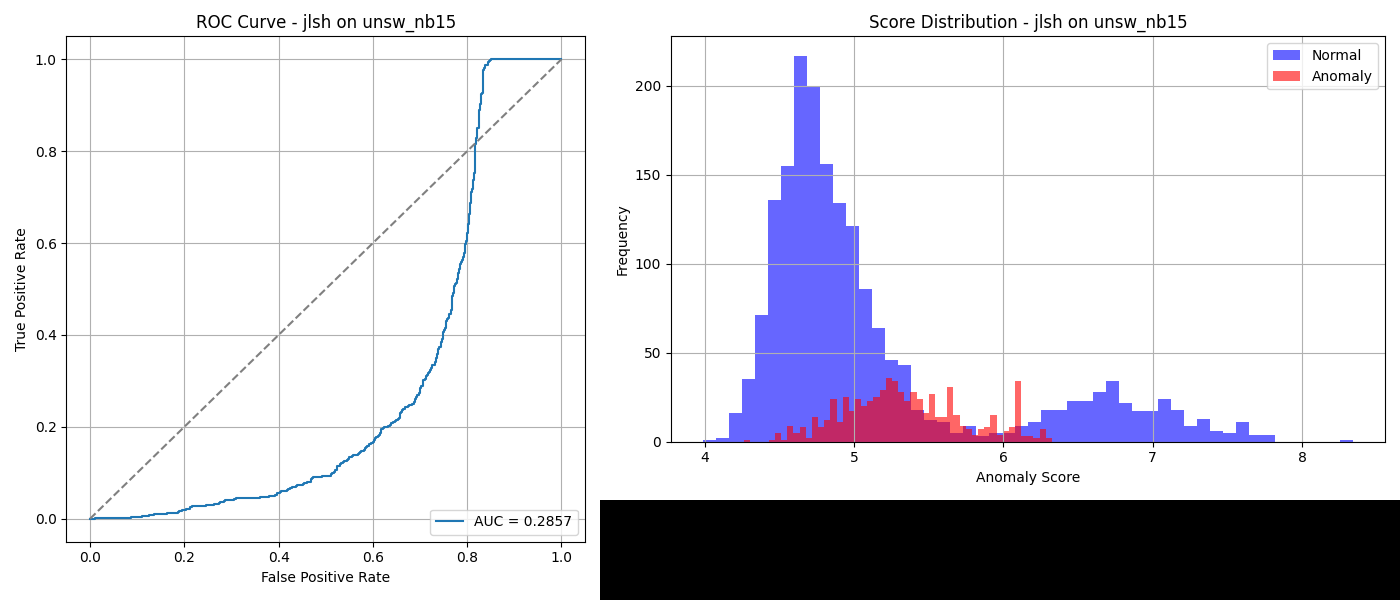 ROC Curve - jlsh on unsw_nb15
1.0
0.8
0.6
0.4
0.2
0.0
True Positive Rate
0.0 0.2 0.4 0.6 0.8 1.0
False Positive Rate
AUC = 0.2857
Score Distribution - jlsh on unsw_nb15
Normal
Anomaly
200
150
100
50
0
Frequency
4 5 6 7 8
Anomaly Score